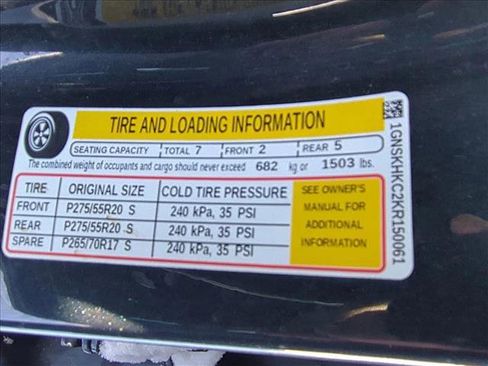 TIRE AND LOADING INFORMATION
SEATING CAPACITY TOTAL 7 FRONT 2 REAR 5
The combined weight of occupants and cargo should never exceed 682 kg or 1503 lbs.
TIRE ORIGINAL SIZE COLD TIRE PRESSURE
FRONT P275/55R20 S 240 kPa, 35 PSI
REAR P275/55R20 S 240 kPa, 35 PSI
SPARE P265/70R17 S 240 kPa, 35 PSI
SEE OWNER'S
MANUAL FOR
ADDITIONAL
INFORMATION
1GNSKHKC2KR150061